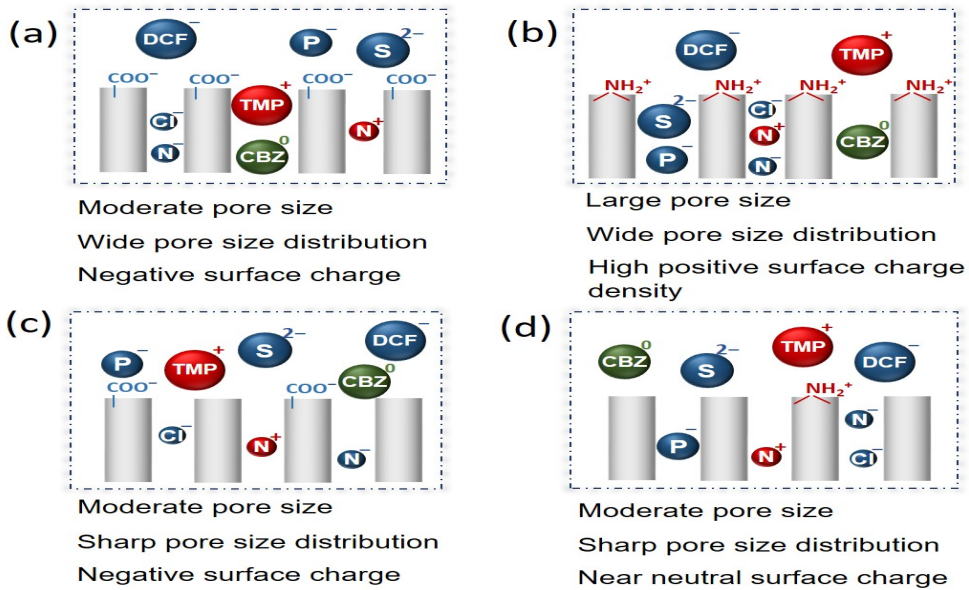 (a)
DCF−
P−
S2−
COO− COO− COO− COO−
TMP+
Cl−
N+
N−
CBZ0
Moderate pore size
Wide pore size distribution
Negative surface charge
(b)
DCF−
TMP+
NH2+ NH2+ NH2+ NH2+
S2−
Cl−
N+
CBZ0
P−
N−
Large pore size
Wide pore size distribution
High positive surface charge
density
(c)
P−
TMP+
S2−
DCF−
CBZ0
COO− COO−
Cl−
N+
N−
Moderate pore size
Sharp pore size distribution
Negative surface charge
(d)
CBZ0
S2−
TMP+
DCF−
NH2+
P−
N+
N−
Cl−
Moderate pore size
Sharp pore size distribution
Near neutral surface charge